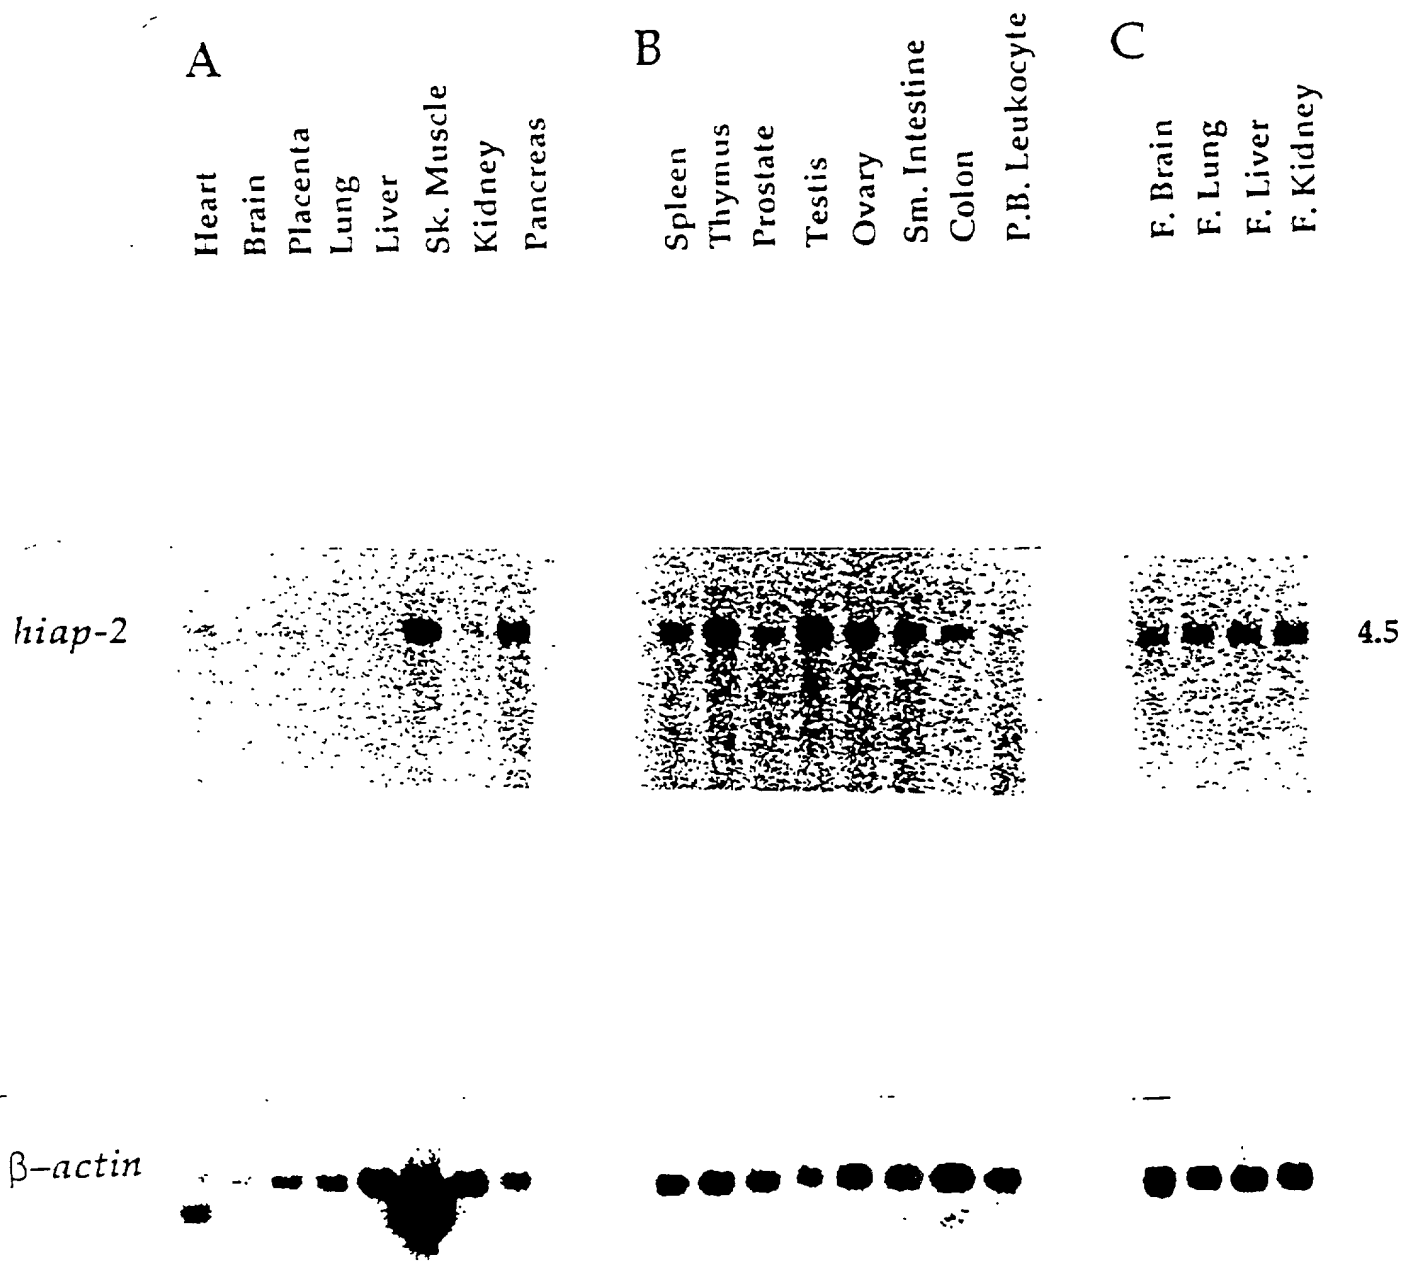 A
B
C
Heart
Brain
Placenta
Lung
Liver
Sk. Muscle
Kidney
Pancreas
Spleen
Thymus
Prostate
Testis
Ovary
Sm. Intestine
Colon
P.B. Leukocyte
F. Brain
F. Lung
F. Liver
F. Kidney
hiap-2
4.5
β-actin